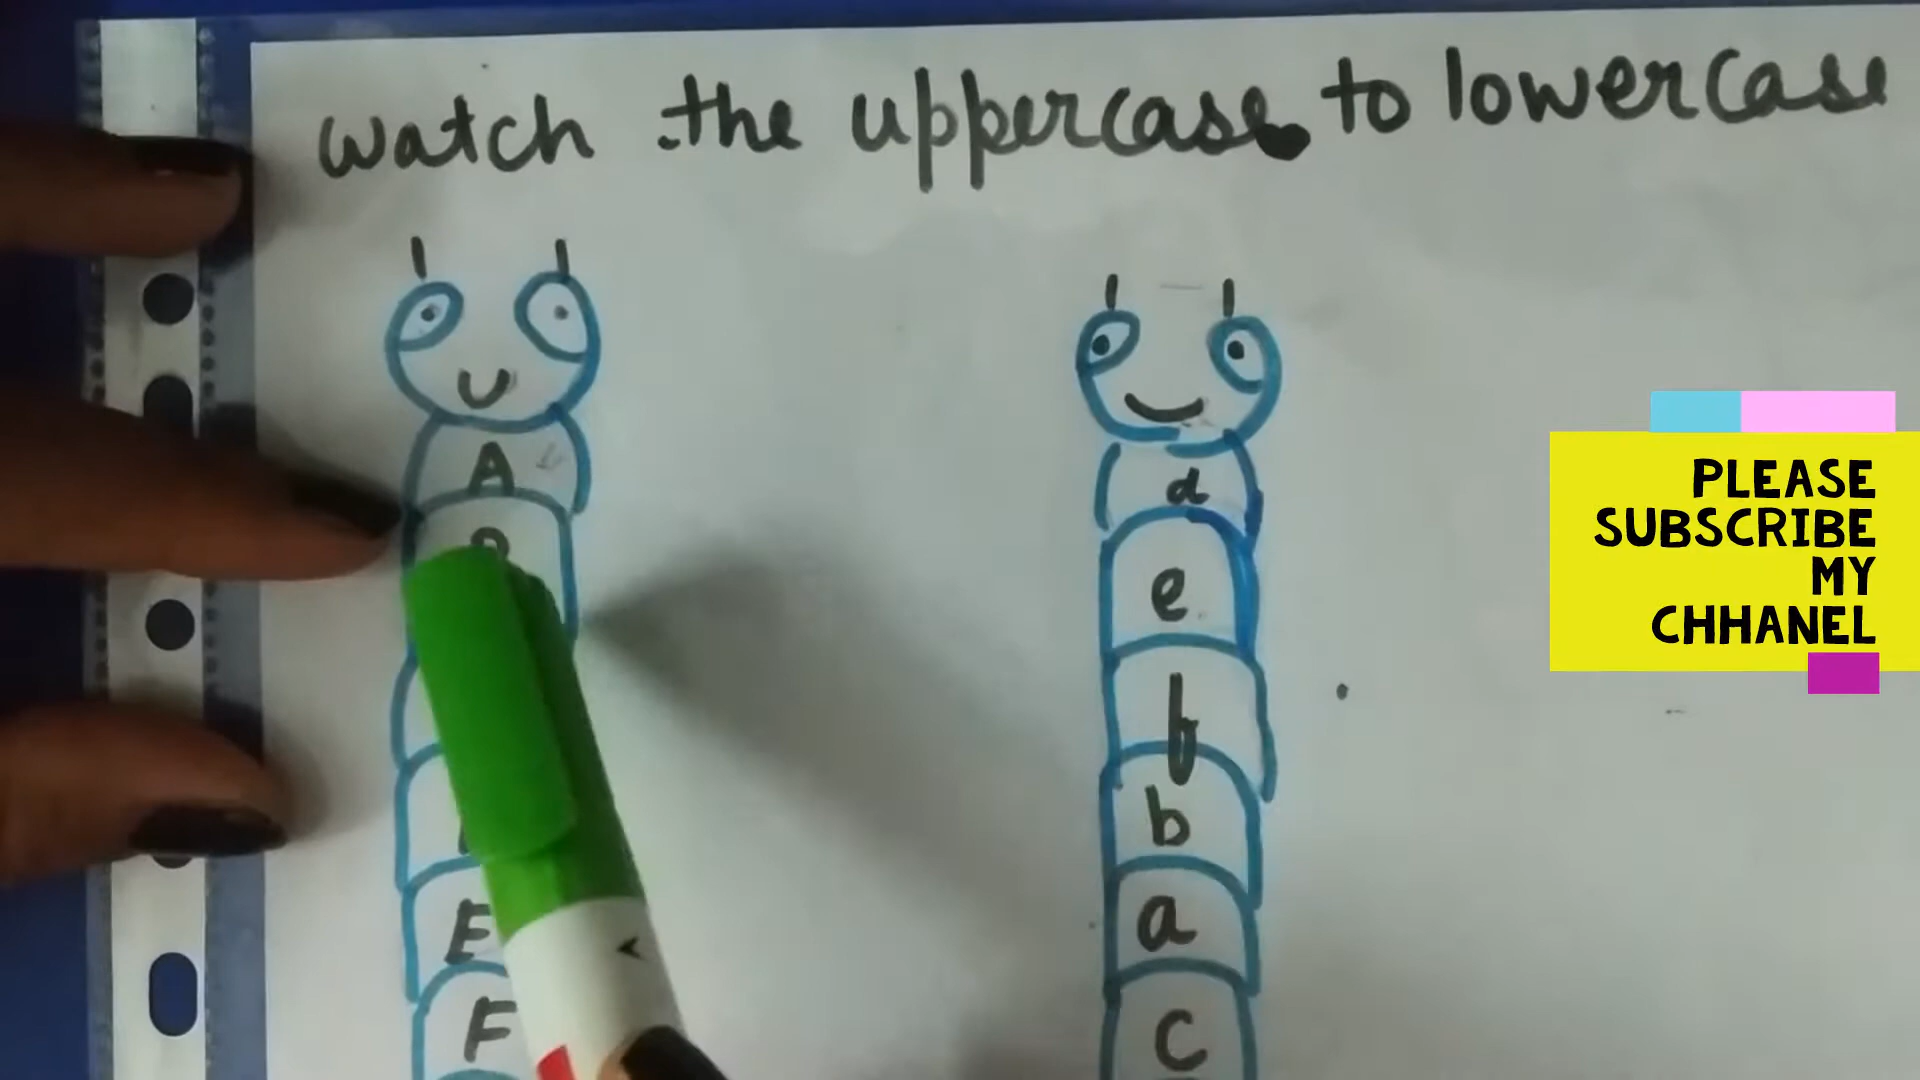 watch the uppercase to lowercase
A
E
F
d
e
f
b
a
c
PLEASE
SUBSCRIBE
MY
CHHANEL